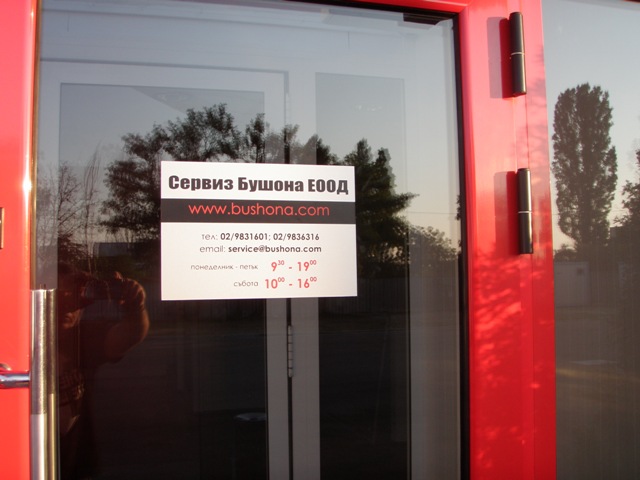 Сервиз Бушона ЕООД
www.bushona.com
тел: 02/9831601; 02/9836316
email: service@bushona.com
понеделник - петък 9³⁰ - 19⁰⁰
събота 10⁰⁰ - 16⁰⁰